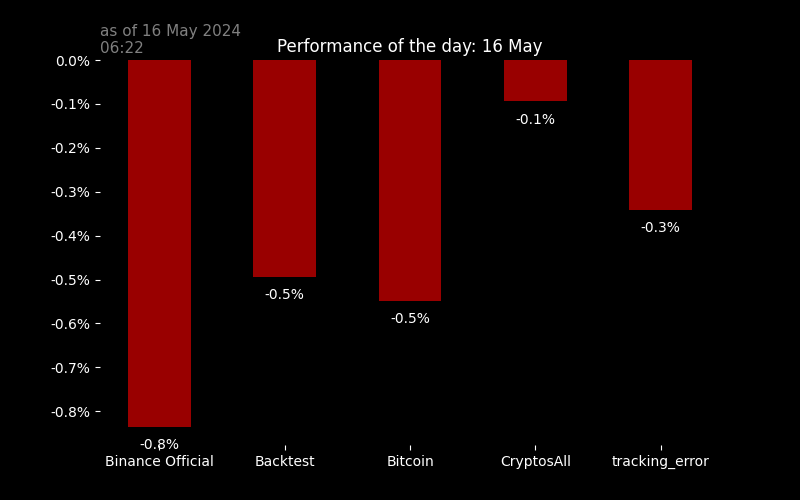 as of 16 May 2024
06:22
Performance of the day: 16 May
0.0%
-0.1%
-0.2%
-0.3%
-0.4%
-0.5%
-0.6%
-0.7%
-0.8%
-0.8%
-0.5%
-0.5%
-0.1%
-0.3%
Binance Official
Backtest
Bitcoin
CryptosAll
tracking_error